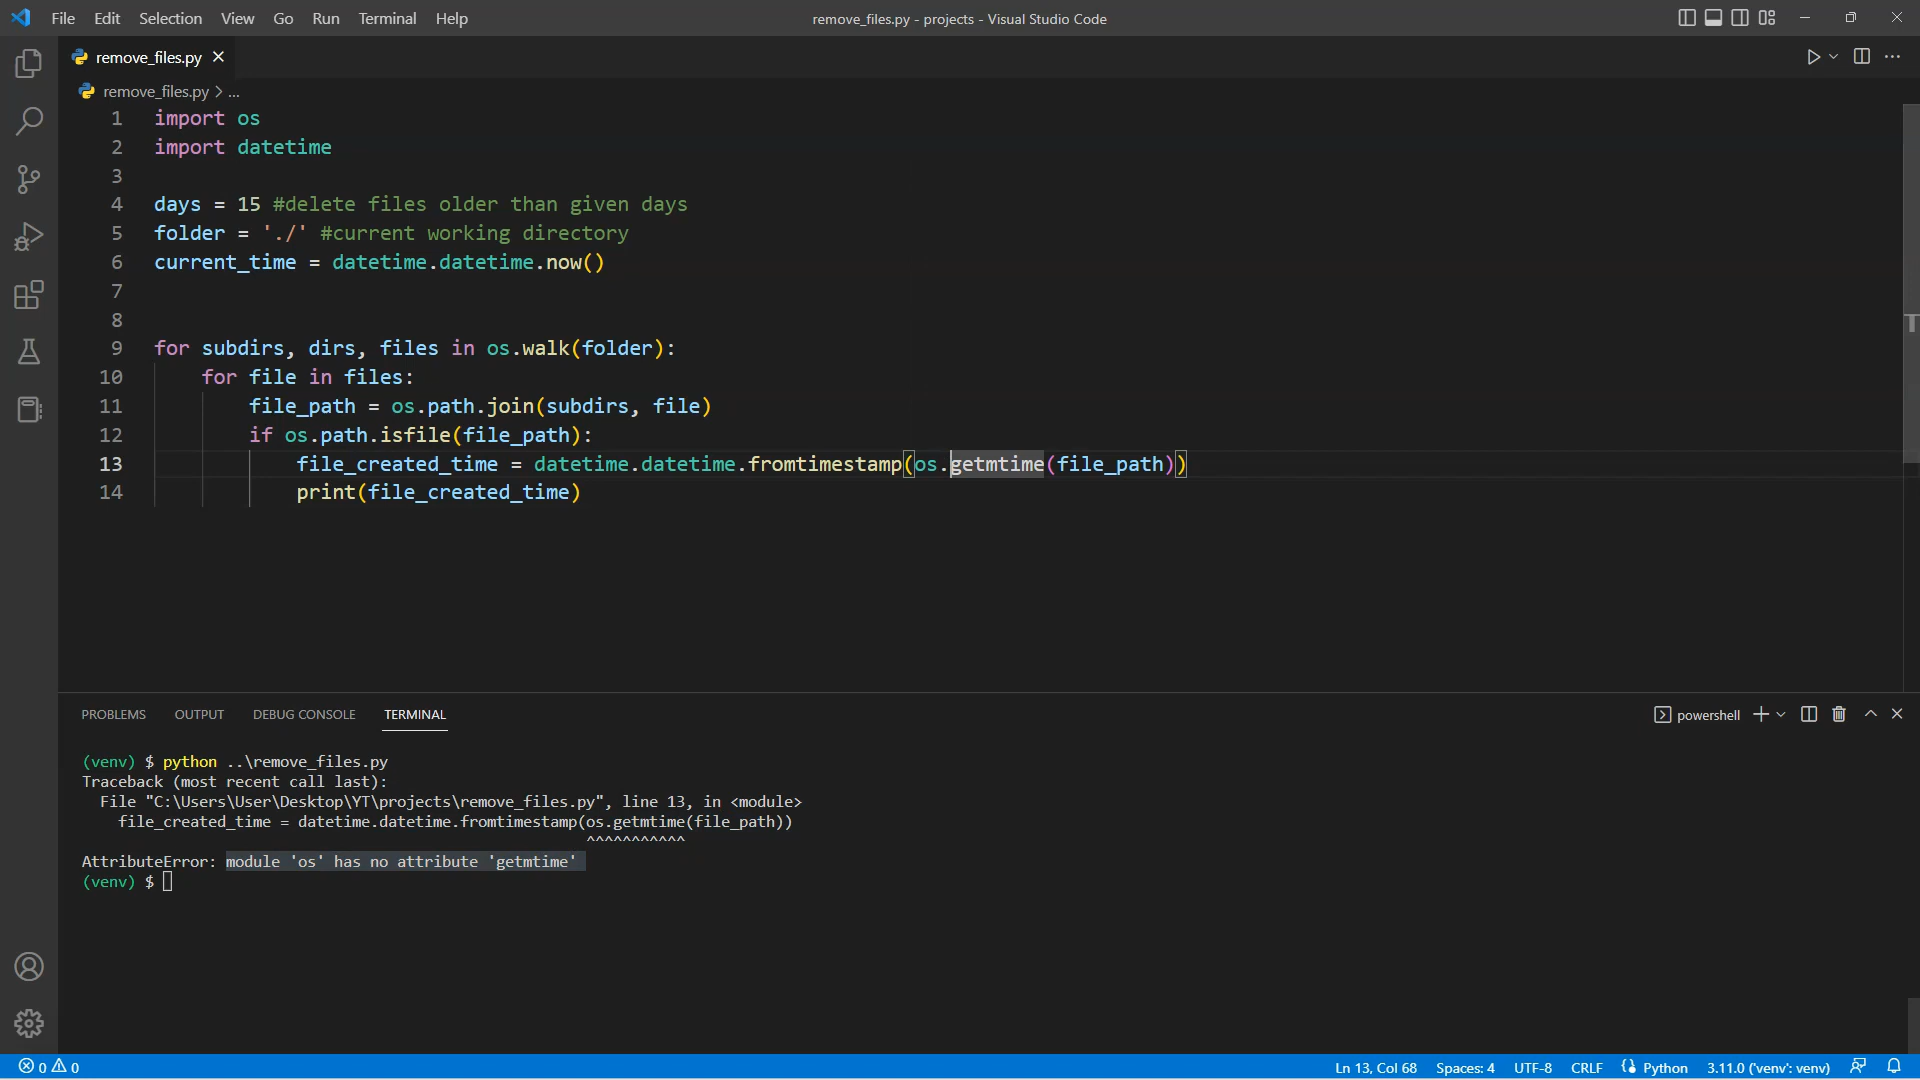 File Edit Selection View Go Run Terminal Help
remove_files.py - projects - Visual Studio Code
remove_files.py
remove_files.py > ...
1 import os
2 import datetime
3
4 days = 15 #delete files older than given days
5 folder = './' #current working directory
6 current_time = datetime.datetime.now()
7
8
9 for subdirs, dirs, files in os.walk(folder):
10     for file in files:
11         file_path = os.path.join(subdirs, file)
12         if os.path.isfile(file_path):
13             file_created_time = datetime.datetime.fromtimestamp(os.getmtime(file_path))
14             print(file_created_time)
PROBLEMS OUTPUT DEBUG CONSOLE TERMINAL
powershell
(venv) $ python ..\remove_files.py
Traceback (most recent call last):
  File "C:\Users\User\Desktop\YT\projects\remove_files.py", line 13, in <module>
    file_created_time = datetime.datetime.fromtimestamp(os.getmtime(file_path))
^^^^^^^^^^^
AttributeError: module 'os' has no attribute 'getmtime'
(venv) $
0 0
Ln 13, Col 68 Spaces: 4 UTF-8 CRLF Python 3.11.0 ('venv': venv)